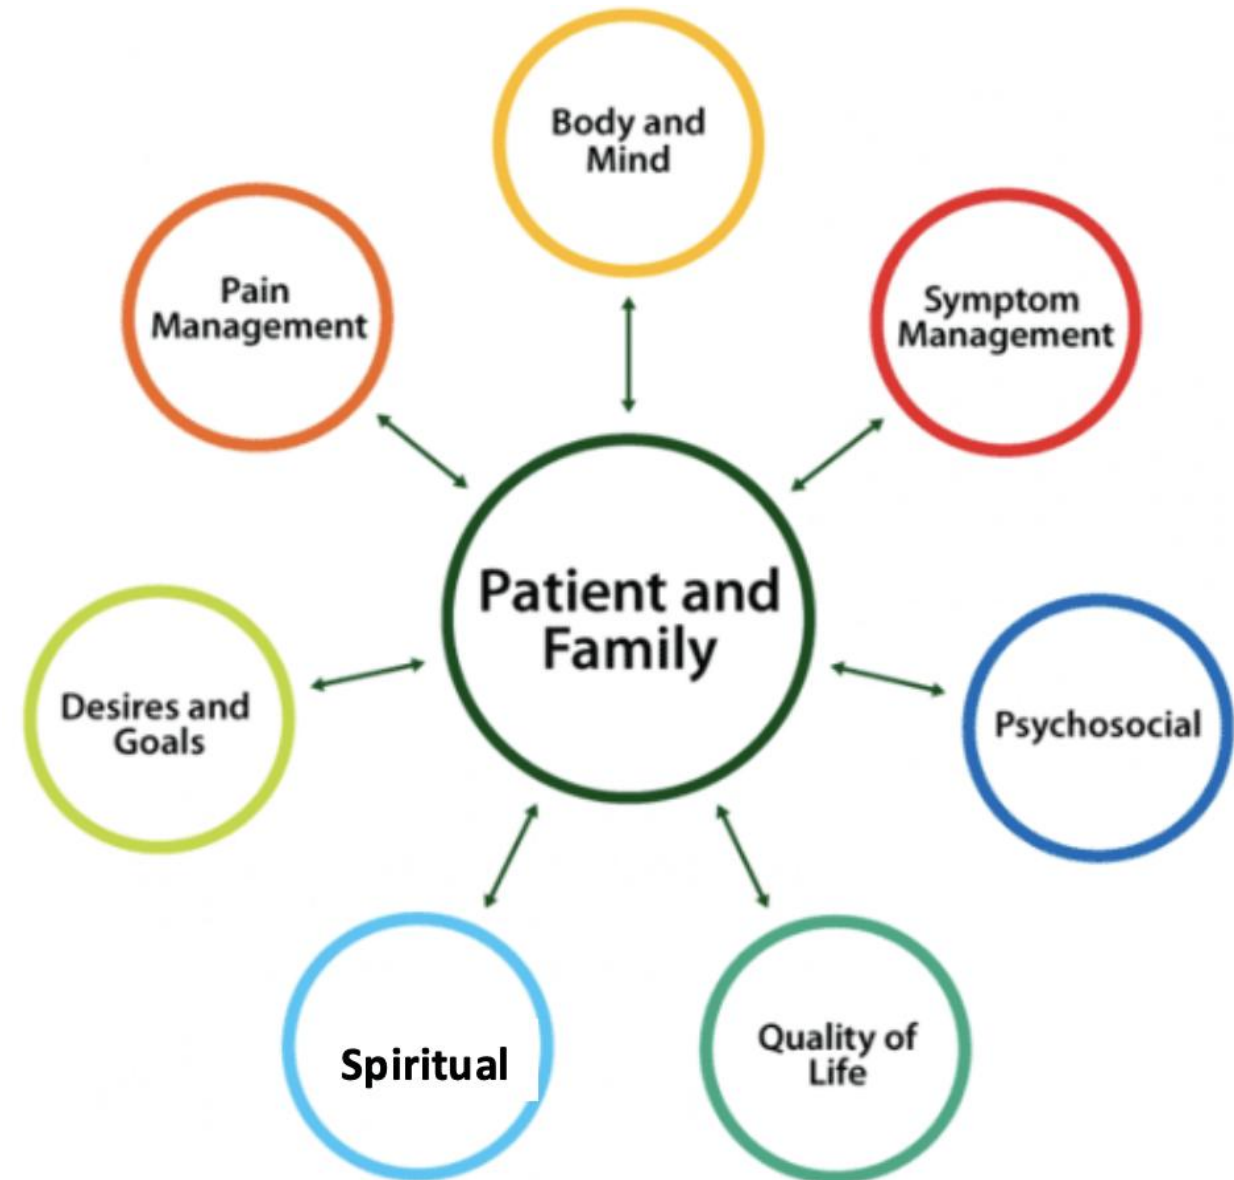 Body and
Mind
Pain
Management
Symptom
Management
Patient and
Family
Desires and
Goals
Psychosocial
Spiritual
Quality of
Life